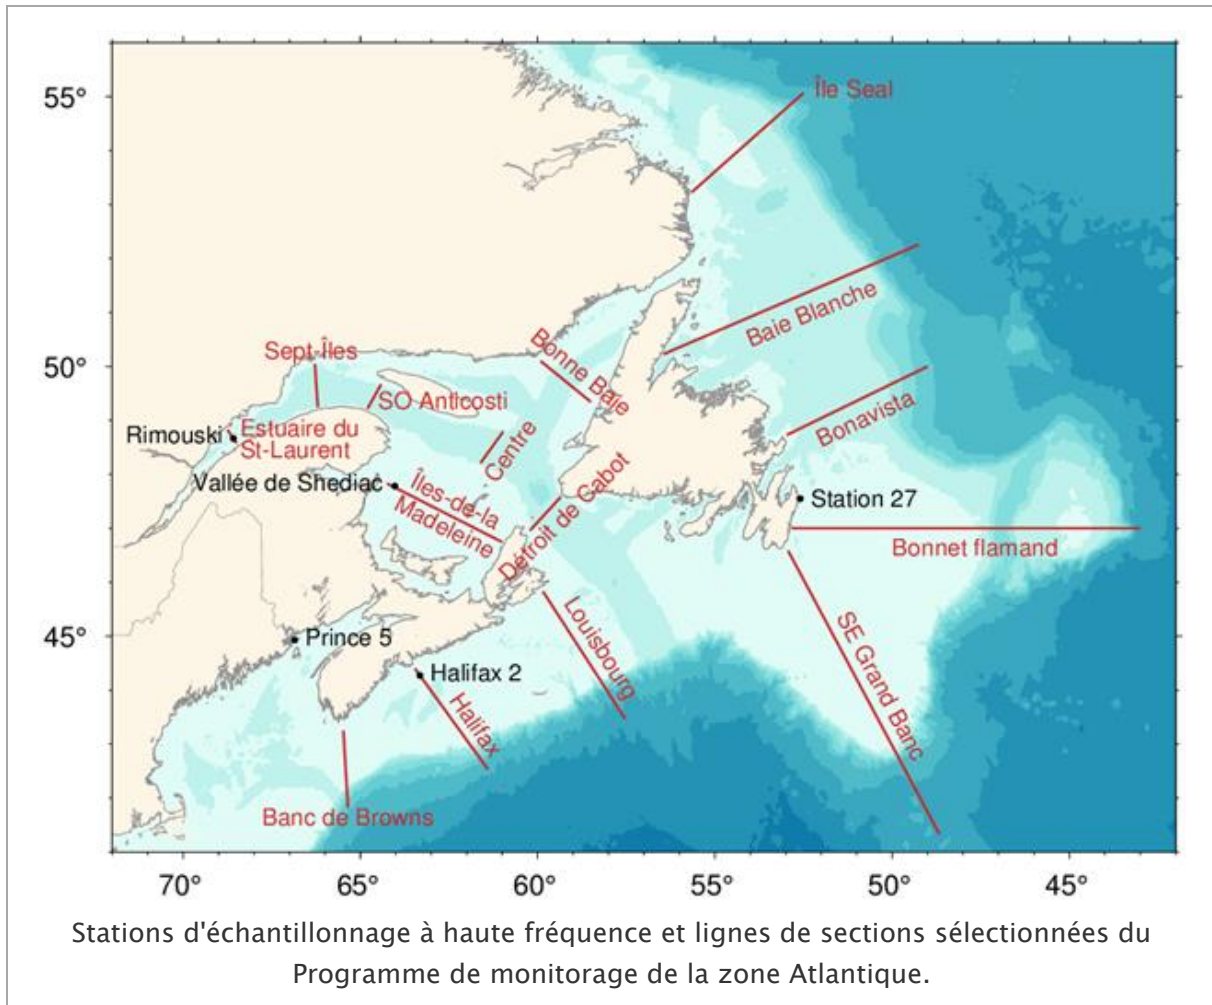 55°
Île Seal
Baie Blanche
50°
Sept-Îles
Bonne Baie
SO Anticosti
Bonavista
Rimouski
Estuaire du
St-Laurent
Centre
Vallée de Shediac
Îles-de-la
Madeleine
Détroit de Cabot
Station 27
Bonnet flamand
45°
Prince 5
Louisbourg
SE Grand Banc
Halifax 2
Halifax
Banc de Browns
70°
65°
60°
55°
50°
45°
Stations d'échantillonnage à haute fréquence et lignes de sections sélectionnées du
Programme de monitorage de la zone Atlantique.